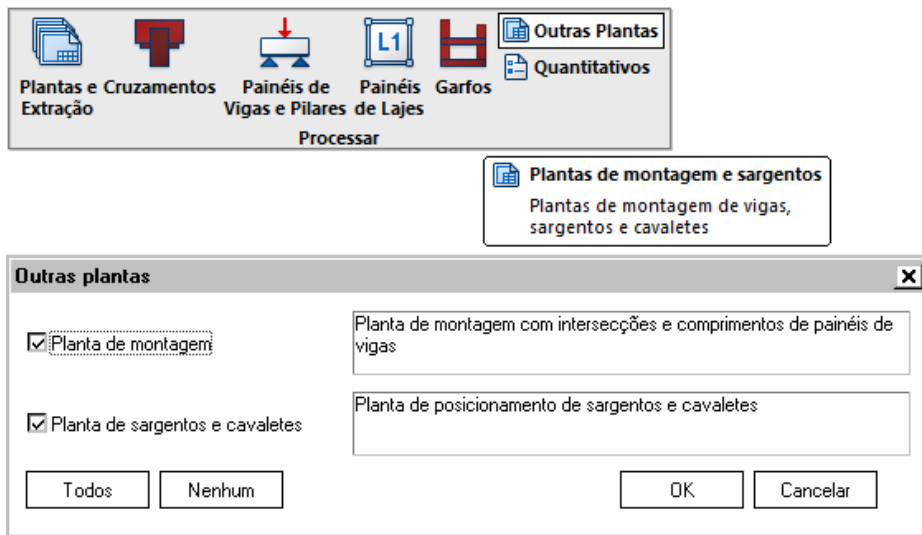 Plantas e
Extração
Cruzamentos
Painéis de
Vigas e Pilares
L1
Painéis
de Lajes
Garfos
Outras Plantas
Quantitativos
Processar
Plantas de montagem e sargentos
Plantas de montagem de vigas,
sargentos e cavaletes
Outras plantas
Planta de montagem
Planta de montagem com intersecções e comprimentos de painéis de
vigas
Planta de sargentos e cavaletes
Planta de posicionamento de sargentos e cavaletes
Todos
Nenhum
OK
Cancelar